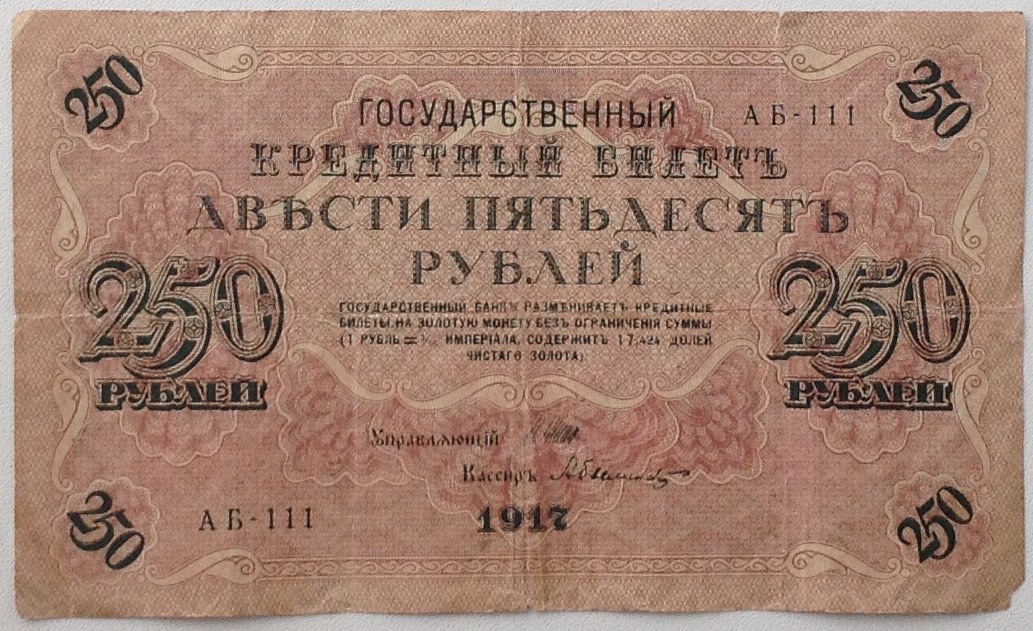 250 250
ГОСУДАРСТВЕННЫЙ АБ-111
КРЕДИТНЫЙ БИЛЕТЪ
ДВѢСТИ ПЯТЬДЕСЯТЪ
РУБЛЕЙ
250 250
РУБЛЕЙ РУБЛЕЙ
ГОСУДАРСТВЕННЫЙ БАНКЪ РАЗМѢНИВАЕТЪ КРЕДИТНЫЕ
БИЛЕТЫ НА ЗОЛОТУЮ МОНЕТУ БЕЗЪ ОГРАНИЧЕНІЯ СУММЫ
(1 РУБЛЬ = ИМПЕРІАЛА, СОДЕРЖИТЪ 17,424 ДОЛЕЙ
ЧИСТАГО ЗОЛОТА)
Управляющій
Кассиръ
АБ-111 1917
250 250